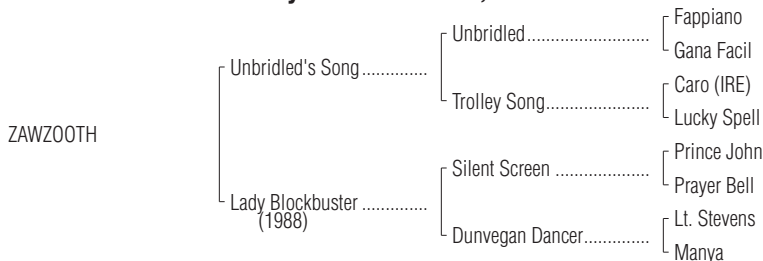 Fappiano
Unbridled..........................
Gana Facil
Unbridled's Song..............
Caro (IRE)
Trolley Song......................
Lucky Spell
ZAWZOOTH
Prince John
Silent Screen ....................
Prayer Bell
Lady Blockbuster ..............
(1988)
Lt. Stevens
Dunvegan Dancer..............
Manya